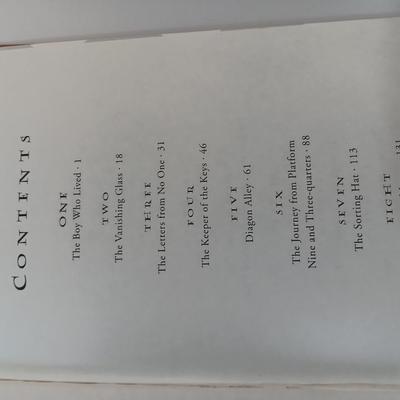 CONTENTS
ONE
The Boy Who Lived · 1
TWO
The Vanishing Glass · 18
THREE
The Letters from No One · 31
FOUR
The Keeper of the Keys · 46
FIVE
Diagon Alley · 61
SIX
The Journey from Platform
Nine and Three-quarters · 88
SEVEN
The Sorting Hat · 113
EIGHT
131